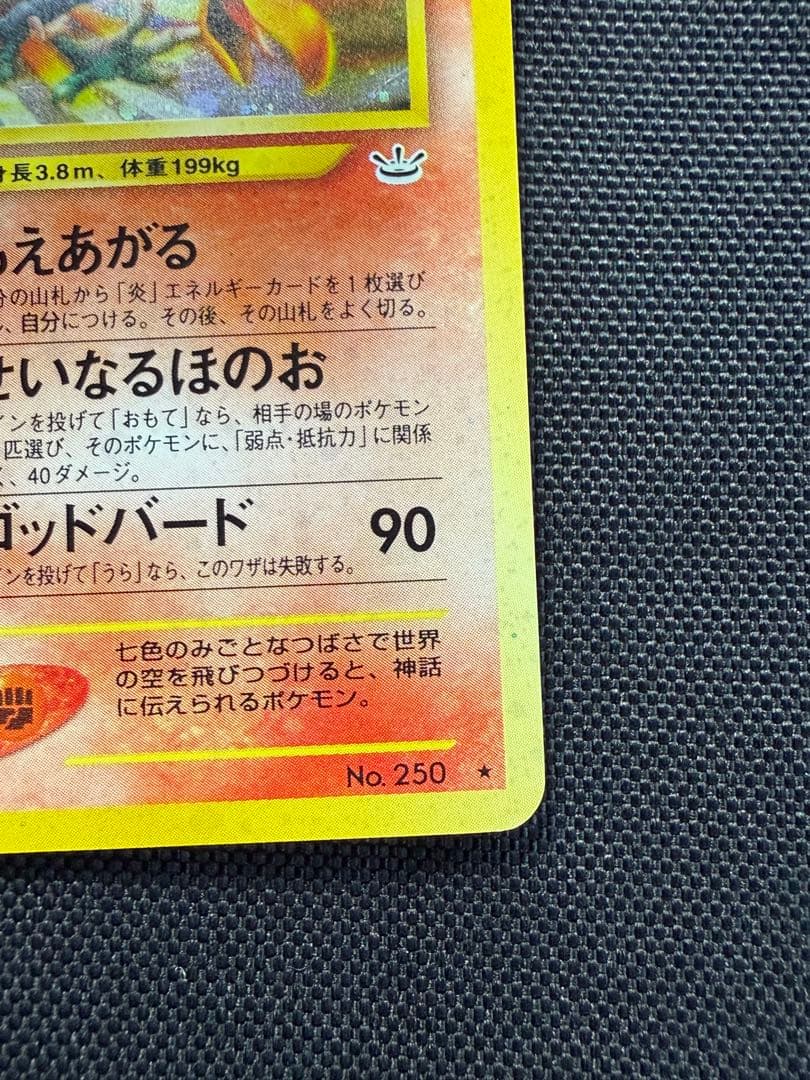 長3.8m、体重199kg
えあがる
の山札から「炎」エネルギーカードを1枚選び
、自分につける。その後、その山札をよく切る。
せいなるほのお
インを投げて「おもて」なら、相手の場のポケモン
匹選び、そのポケモンに、「弱点・抵抗力」に関係
、40ダメージ。
ゴッドバード 90
インを投げて「うら」なら、このワザは失敗する。
七色のみごとなつばさで世界
の空を飛びつづけると、神話
に伝えられるポケモン。
No. 250 ★